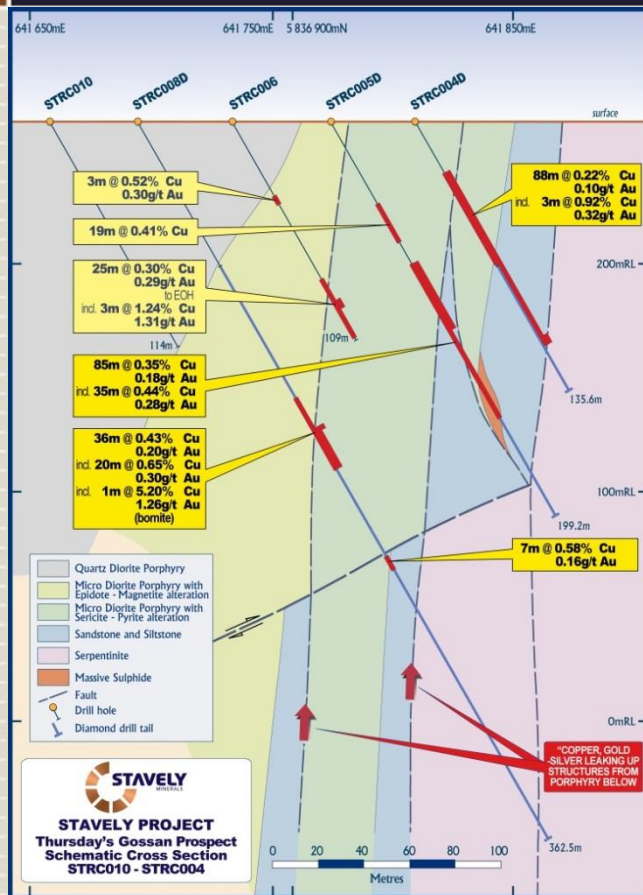 641 650mE
641 750mE
5 836 900mN
641 850mE
STRC010
STRC008D
STRC006
STRC005D
STRC004D
surface
3m @ 0.52% Cu
0.30g/t Au
88m @ 0.22% Cu
0.10g/t Au
incl. 3m @ 0.92% Cu
0.32g/t Au
19m @ 0.41% Cu
200mRL
25m @ 0.30% Cu
0.29g/t Au
to EOH
incl. 3m @ 1.24% Cu
1.31g/t Au
114m
109m
85m @ 0.35% Cu
0.18g/t Au
incl. 35m @ 0.44% Cu
0.28g/t Au
135.6m
36m @ 0.43% Cu
0.20g/t Au
incl. 20m @ 0.65% Cu
0.30g/t Au
incl. 1m @ 5.20% Cu
1.26g/t Au
(bornite)
100mRL
199.2m
7m @ 0.58% Cu
0.16g/t Au
Quartz Diorite Porphyry
Micro Diorite Porphyry with
Epidote - Magnetite alteration
Micro Diorite Porphyry with
Sericite - Pyrite alteration
Sandstone and Siltstone
Serpentinite
Massive Sulphide
Fault
Drill hole
Diamond drill tail
0mRL
"COPPER, GOLD
-SILVER LEAKING UP
STRUCTURES FROM
PORPHYRY BELOW
STAVELY
MINERALS
STAVELY PROJECT
Thursday's Gossan Prospect
Schematic Cross Section
STRC010 - STRC004
362.5m
0 20 40 60 80 100
Metres